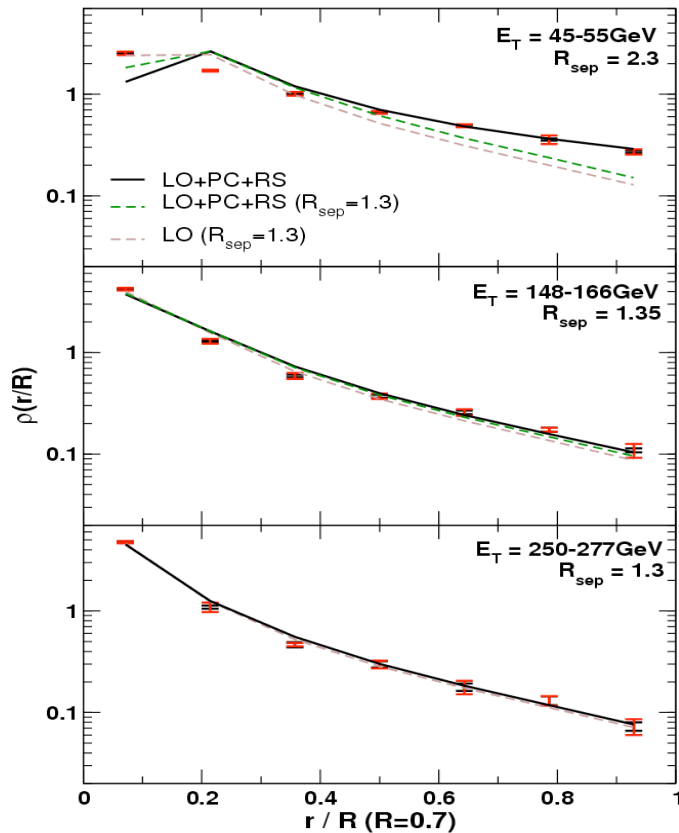 E_T = 45-55GeV
R_sep = 2.3
1
0.1
LO+PC+RS
LO+PC+RS (R_sep=1.3)
LO (R_sep=1.3)
E_T = 148-166GeV
R_sep = 1.35
1
0.1
ρ(r/R)
E_T = 250-277GeV
R_sep = 1.3
1
0.1
0 0.2 0.4 0.6 0.8 1
r / R (R=0.7)